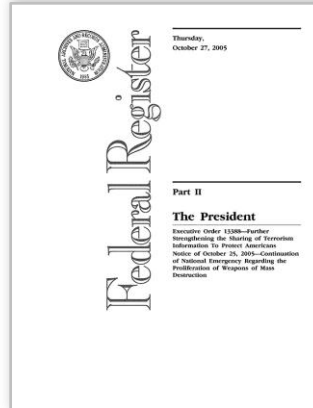 Federal Register
Thursday,
October 27, 2005
Part II
The President
Executive Order 13388—Further
Strengthening the Sharing of Terrorism
Information To Protect Americans
Notice of October 25, 2005—Continuation
of National Emergency Regarding the
Proliferation of Weapons of Mass
Destruction